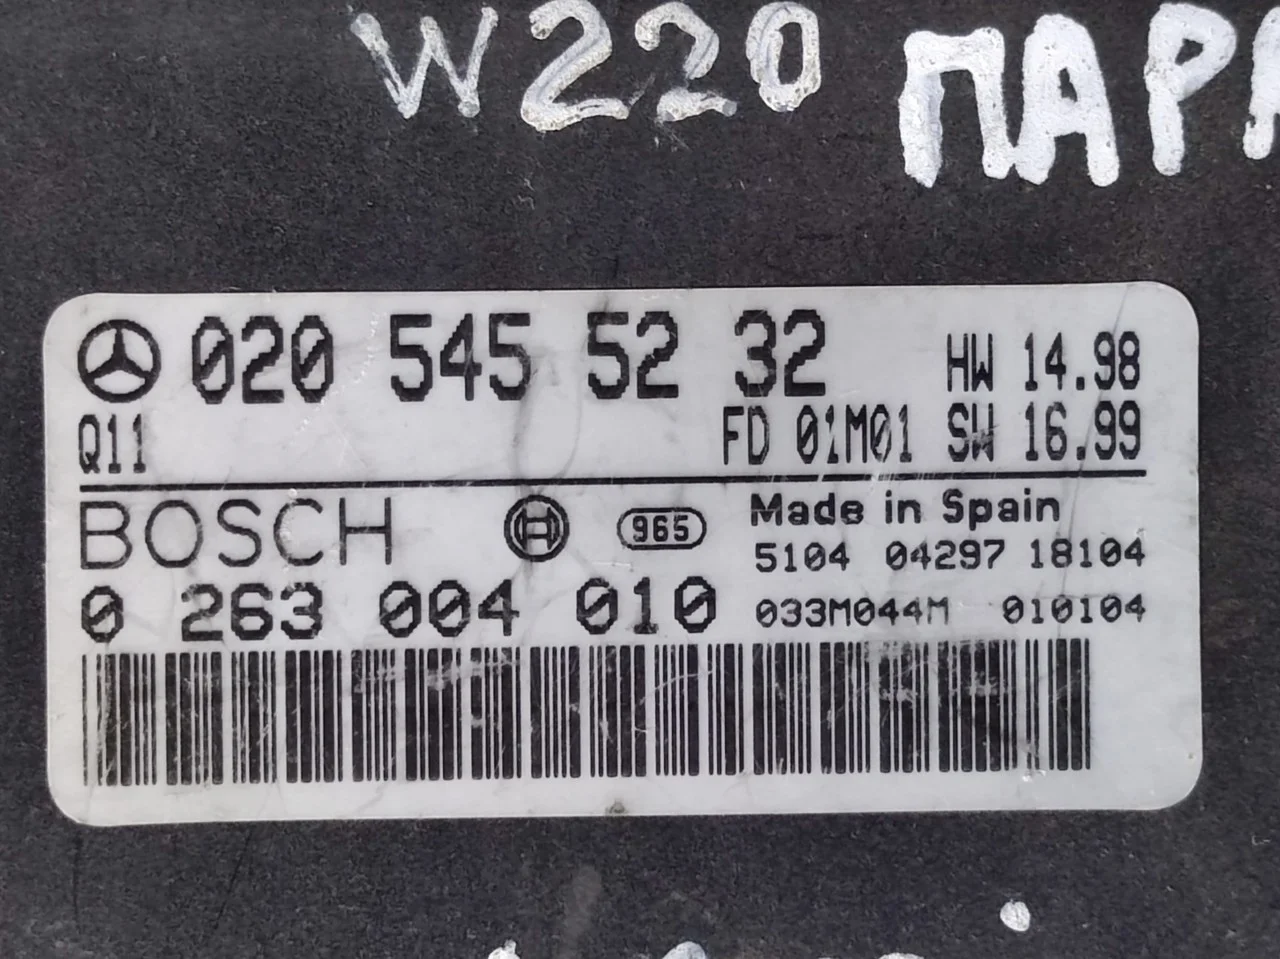 W220 ПАРК
020 545 52 32 HW 14.98
Q11 FD 01M01 SW 16.99
BOSCH 965 Made in Spain
5104 04297 18104
0 263 004 010 033M044M 010104